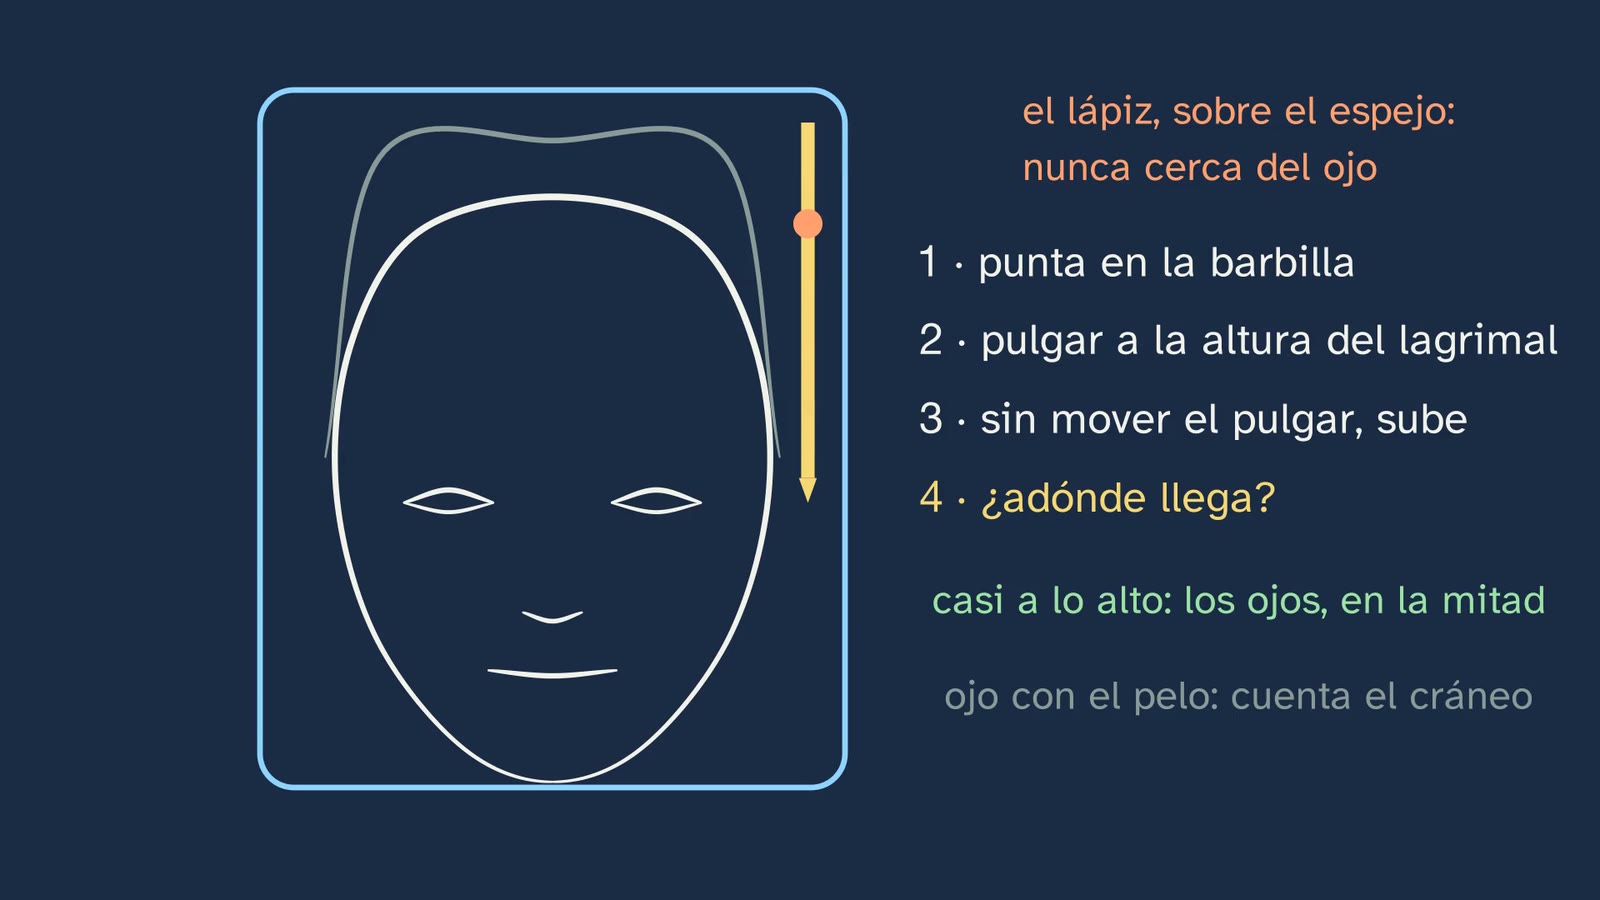 el lápiz, sobre el espejo:
nunca cerca del ojo
1 · punta en la barbilla
2 · pulgar a la altura del lagrimal
3 · sin mover el pulgar, sube
4 · ¿adónde llega?
casi a lo alto: los ojos, en la mitad
ojo con el pelo: cuenta el cráneo